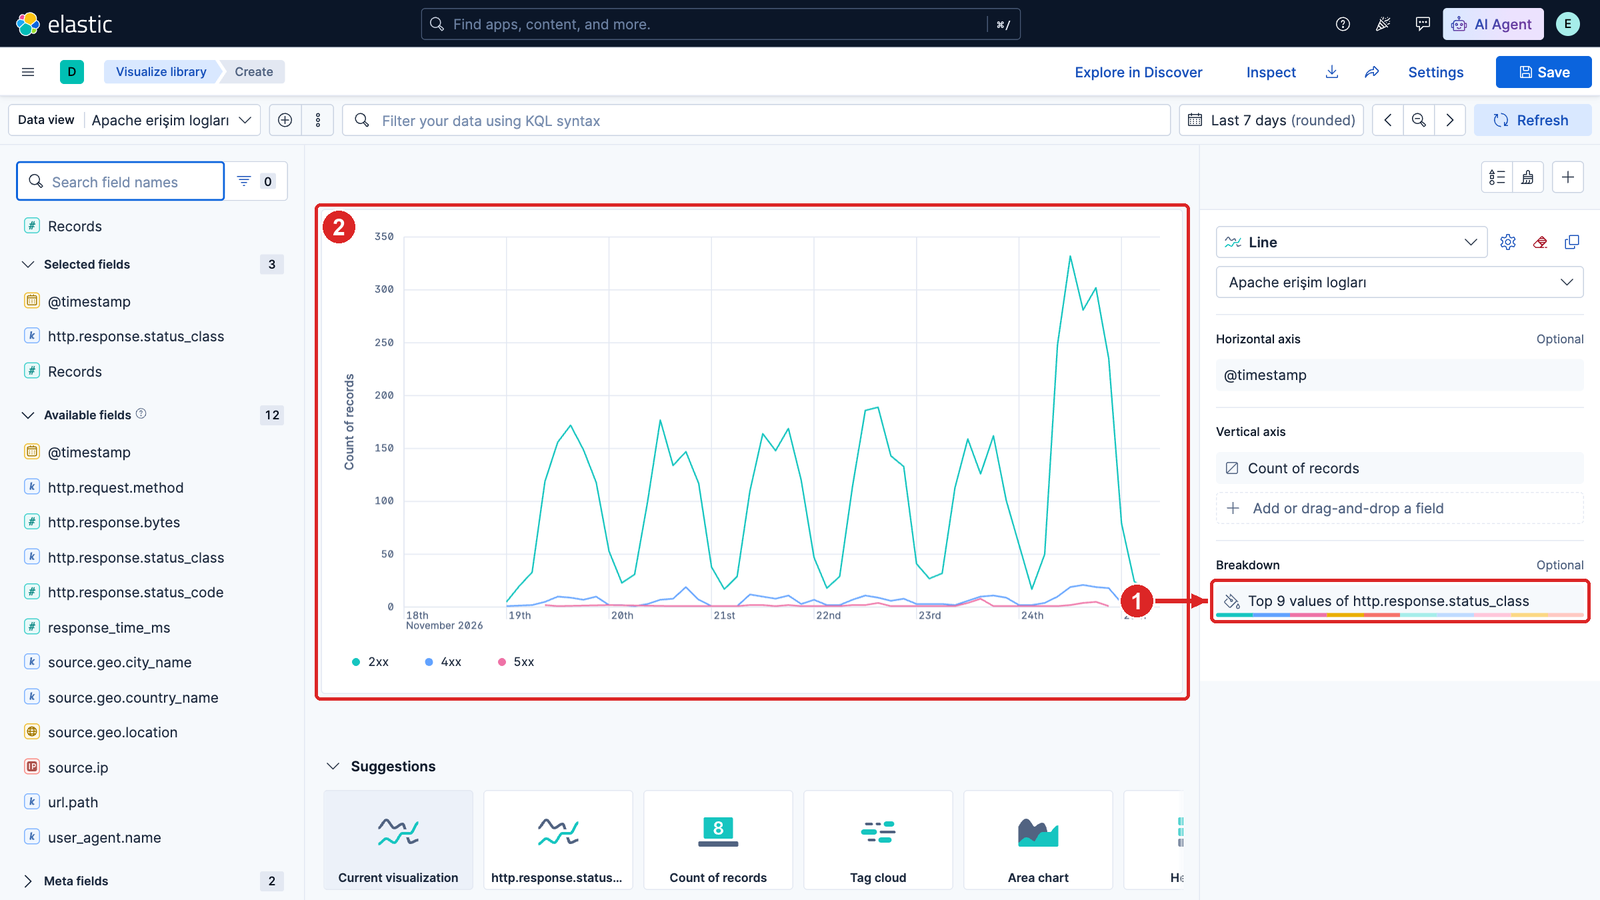 elastic
Find apps, content, and more.
⌘/
AI Agent
E
D
Visualize library
Create
Explore in Discover
Inspect
Settings
Save
Data view
Apache erişim logları
Filter your data using KQL syntax
Last 7 days (rounded)
Refresh
Search field names
0
Records
Selected fields
3
@timestamp
http.response.status_class
Records
Available fields
12
@timestamp
http.request.method
http.response.bytes
http.response.status_class
http.response.status_code
response_time_ms
source.geo.city_name
source.geo.country_name
source.geo.location
source.ip
url.path
user_agent.name
Meta fields
2
2
350
300
250
200
150
100
50
0
Count of records
18th
November 2026
19th
20th
21st
22nd
23rd
24th
2xx
4xx
5xx
1
Suggestions
Current visualization
http.response.status...
8
Count of records
Tag cloud
Area chart
He
Line
Apache erişim logları
Horizontal axis
Optional
@timestamp
Vertical axis
Count of records
Add or drag-and-drop a field
Breakdown
Optional
Top 9 values of http.response.status_class